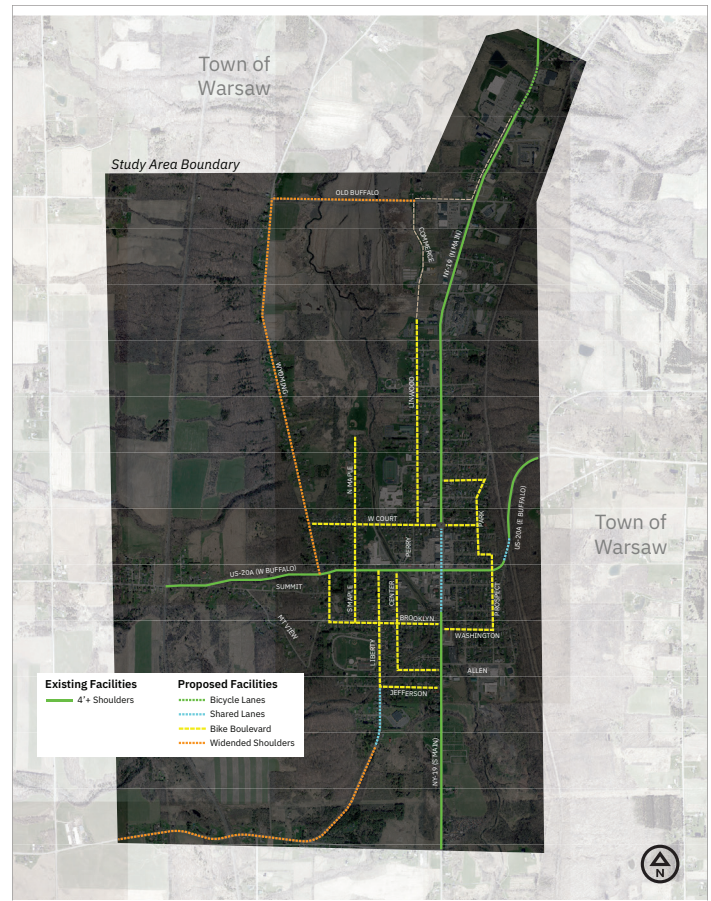 Town of
Warsaw
Study Area Boundary
OLD BUFFALO
COMMERCE
NY-19 (N MAIN)
WYOMING
LINWOOD
N MAPLE
PARK
W COURT
US-20A (E BUFFALO)
Town of
Warsaw
PERRY
US-20A (W BUFFALO)
SUMMIT
S MAPLE
CENTER
PROSPECT
BROOKLYN
MT VIEW
WASHINGTON
LIBERTY
ALLEN
JEFFERSON
NY-19 (S MAIN)
Existing Facilities
4'+ Shoulders
Proposed Facilities
Bicycle Lanes
Shared Lanes
Bike Boulevard
Widended Shoulders
N